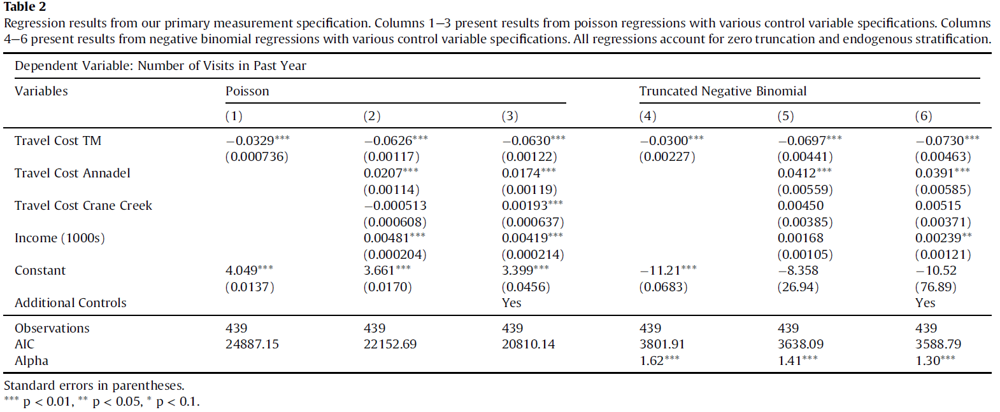 Table 2
Regression results from our primary measurement specification. Columns 1–3 present results from poisson regressions with various control variable specifications. Columns
4–6 present results from negative binomial regressions with various control variable specifications. All regressions account for zero truncation and endogenous stratification.
Dependent Variable: Number of Visits in Past Year
Variables Poisson Truncated Negative Binomial
(1) (2) (3) (4) (5) (6)
Travel Cost TM −0.0329*** −0.0626*** −0.0630*** −0.0300*** −0.0697*** −0.0730***
(0.000736) (0.00117) (0.00122) (0.00227) (0.00441) (0.00463)
Travel Cost Annadel 0.0207*** 0.0174*** 0.0412*** 0.0391***
(0.00114) (0.00119) (0.00559) (0.00585)
Travel Cost Crane Creek −0.000513 0.00193*** 0.00450 0.00515
(0.000608) (0.000637) (0.00385) (0.00371)
Income (1000s) 0.00481*** 0.00419*** 0.00168 0.00239**
(0.000204) (0.000214) (0.00105) (0.00121)
Constant 4.049*** 3.661*** 3.399*** −11.21*** −8.358 −10.52
(0.0137) (0.0170) (0.0456) (0.0683) (26.94) (76.89)
Additional Controls Yes Yes
Observations 439 439 439 439 439 439
AIC 24887.15 22152.69 20810.14 3801.91 3638.09 3588.79
Alpha 1.62*** 1.41*** 1.30***
Standard errors in parentheses.
*** p < 0.01, ** p < 0.05, * p < 0.1.